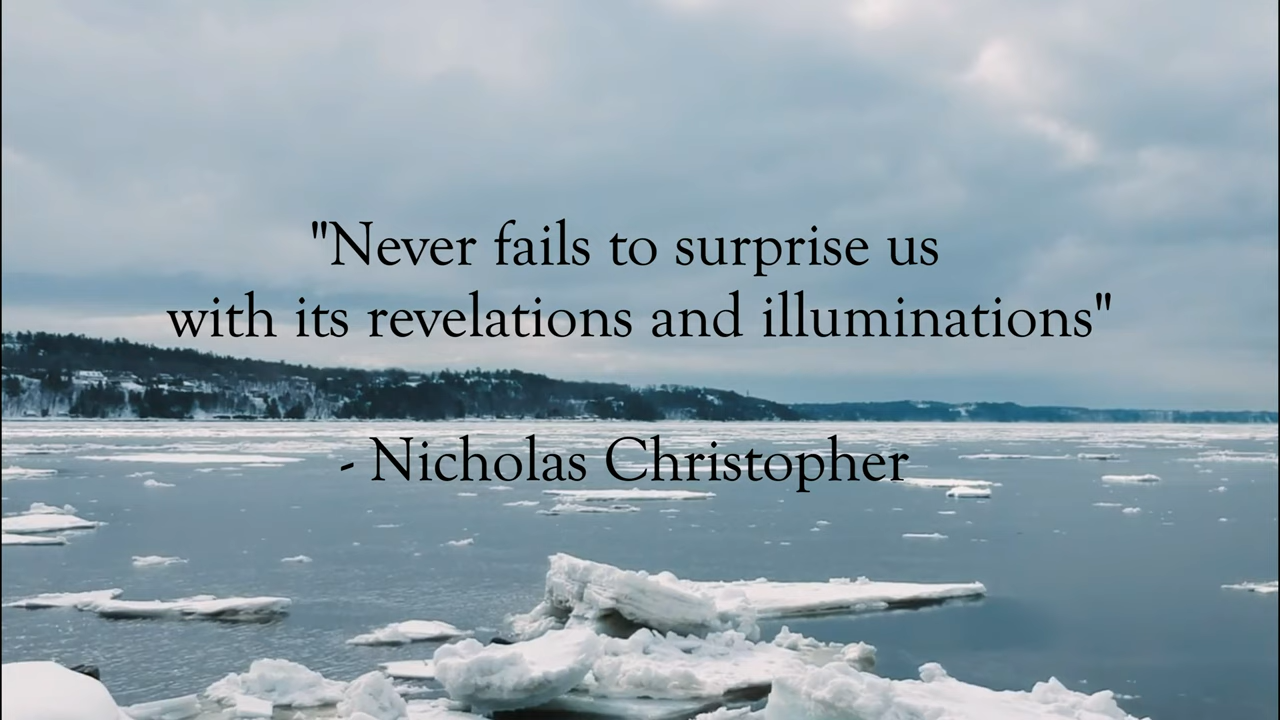 "Never fails to surprise us
with its revelations and illuminations"
- Nicholas Christopher